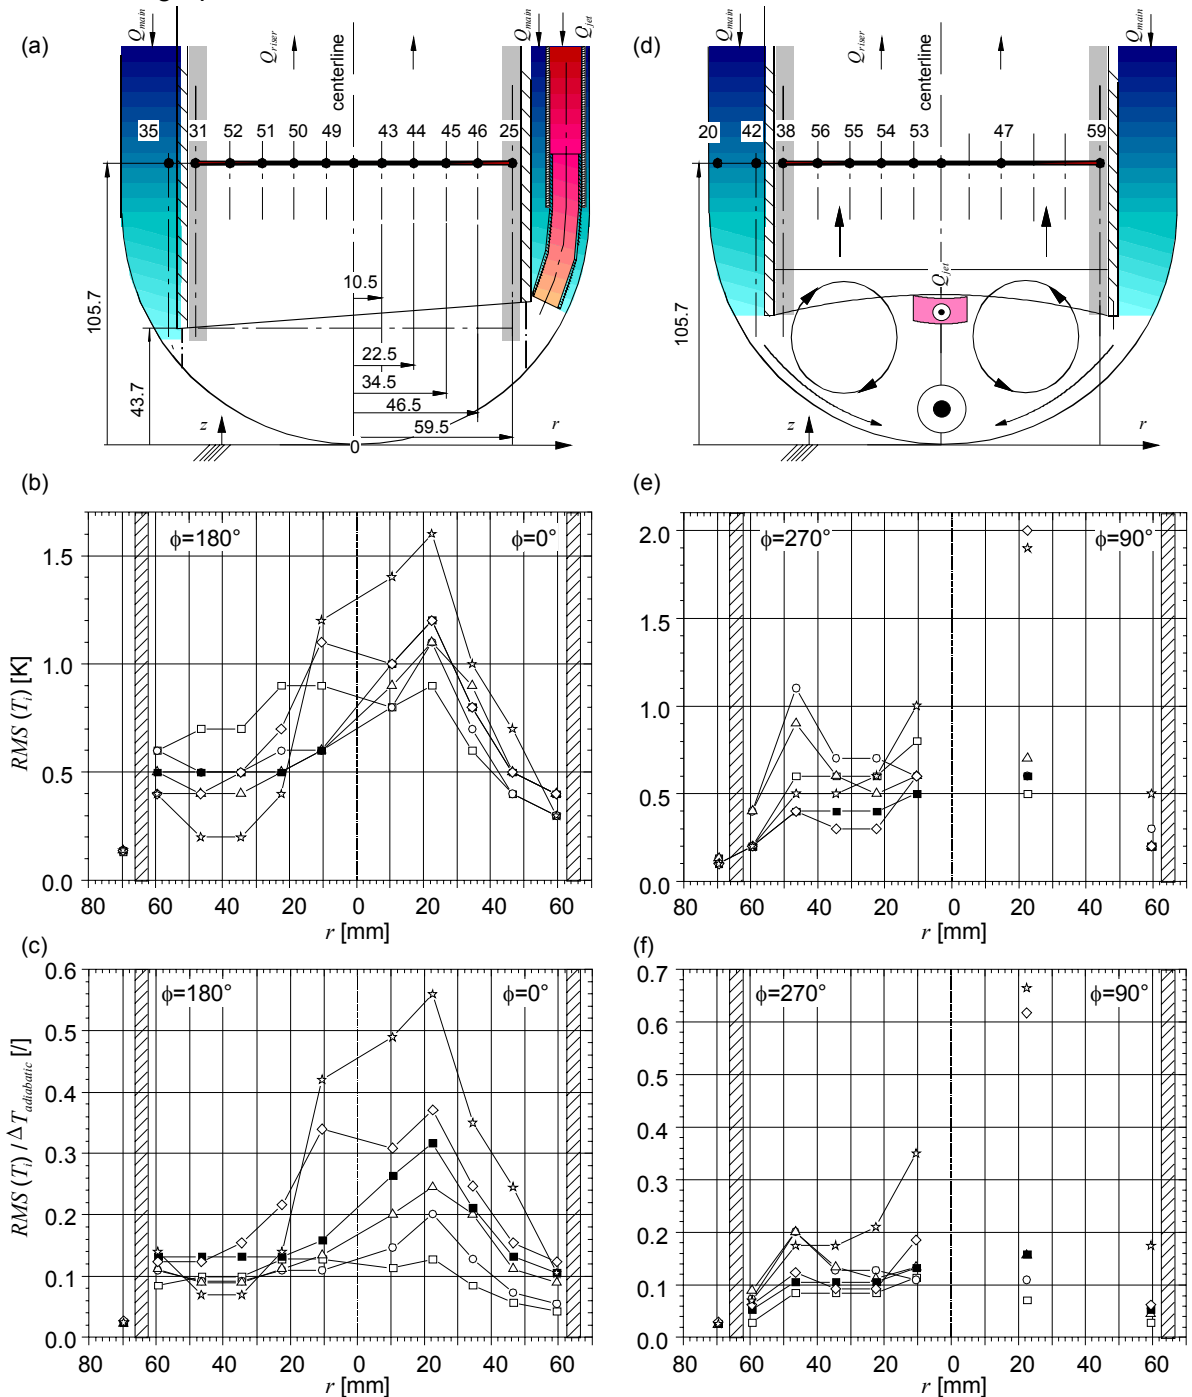 (a)
Q_main
Q_riser
centerline
Q_main
Q_jet
35
31
52
51
50
49
43
44
45
46
25
105.7
43.7
10.5
22.5
34.5
46.5
59.5
z
0
r
(d)
Q_main
Q_riser
centerline
Q_main
20
42
38
56
55
54
53
47
59
Q_jet
105.7
z
r
(b)
ϕ=180°
ϕ=0°
1.5
1.0
0.5
0.0
RMS (T_i) [K]
80 60 40 20 0 20 40 60
r [mm]
(e)
ϕ=270°
ϕ=90°
2.0
1.5
1.0
0.5
0.0
80 60 40 20 0 20 40 60
r [mm]
(c)
ϕ=180°
ϕ=0°
0.6
0.5
0.4
0.3
0.2
0.1
0.0
RMS (T_i) / ΔT_adiabatic [/]
80 60 40 20 0 20 40 60
r [mm]
(f)
ϕ=270°
ϕ=90°
0.7
0.6
0.5
0.4
0.3
0.2
0.1
0.0
80 60 40 20 0 20 40 60
r [mm]